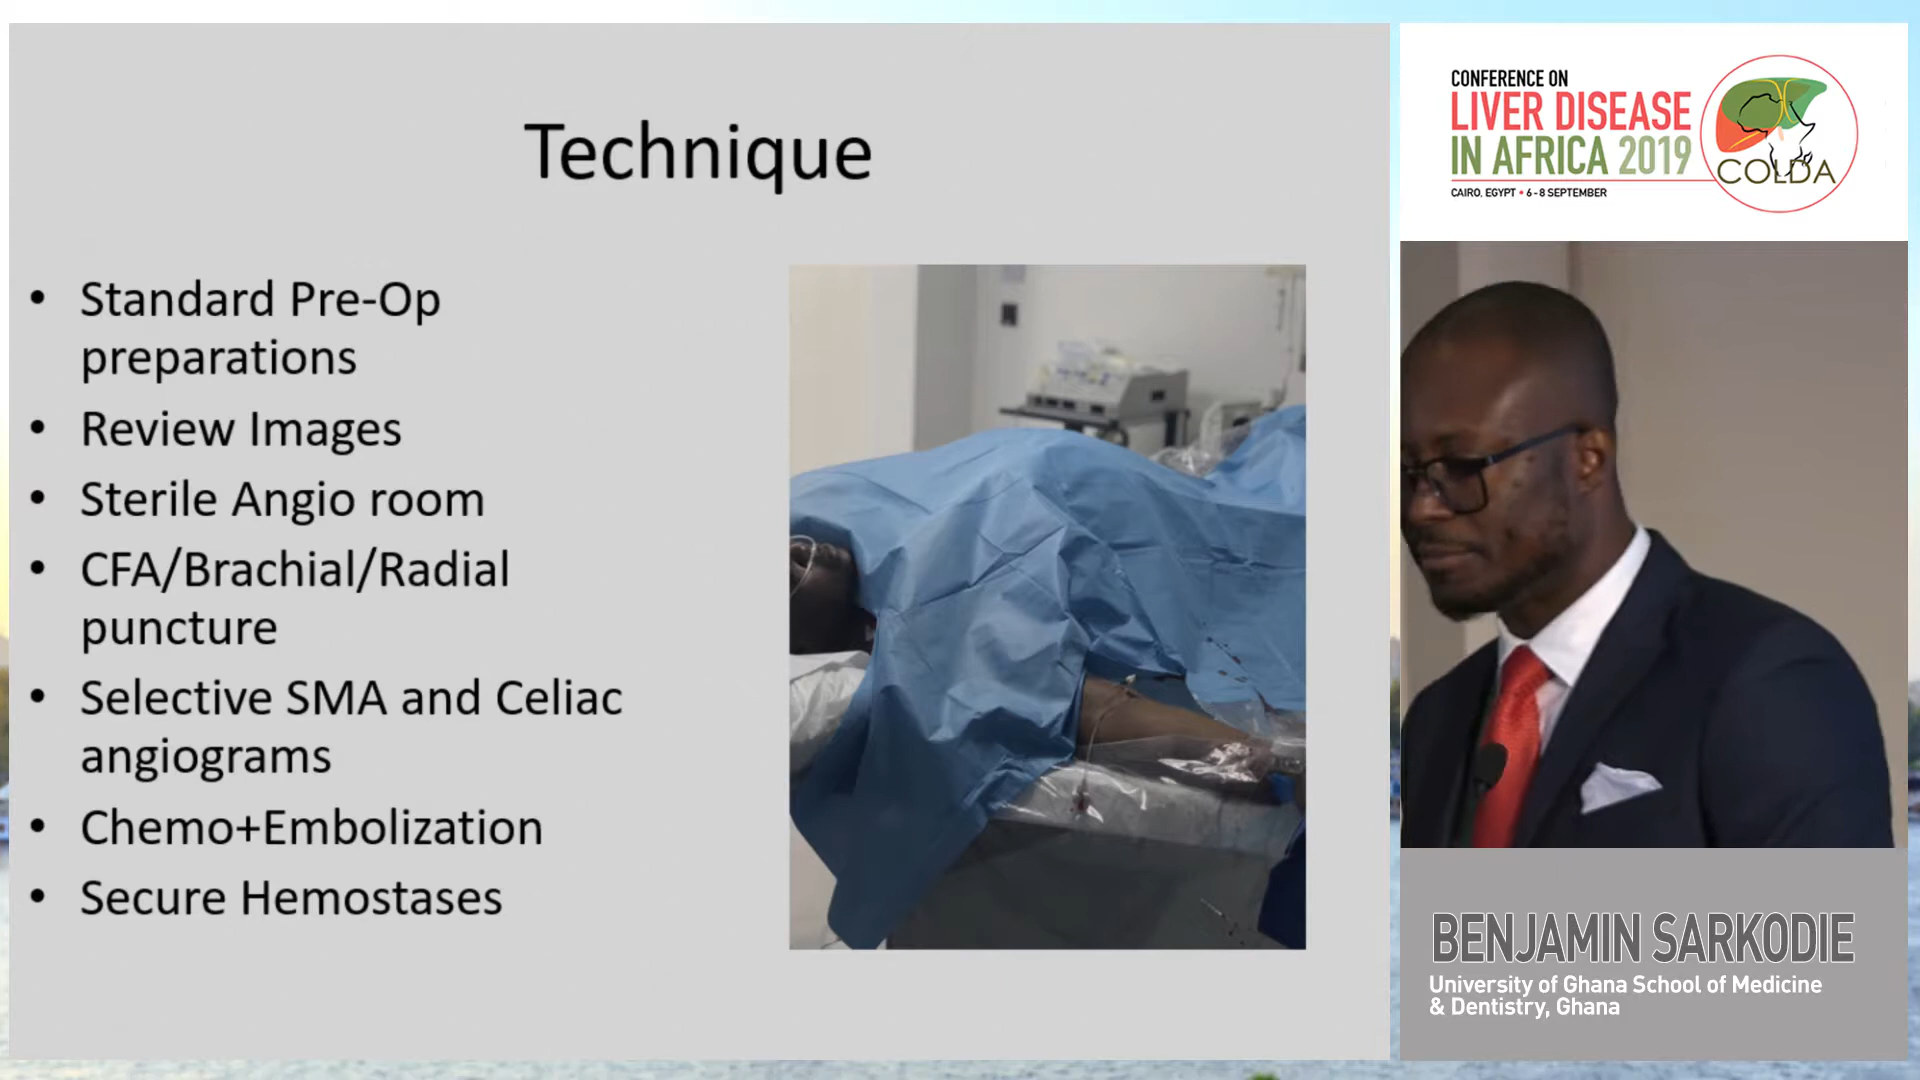 Technique
• Standard Pre-Op
preparations
• Review Images
• Sterile Angio room
• CFA/Brachial/Radial
puncture
• Selective SMA and Celiac
angiograms
• Chemo+Embolization
• Secure Hemostases
CONFERENCE ON
LIVER DISEASE
IN AFRICA 2019
CAIRO, EGYPT • 6-8 SEPTEMBER
COLDA
BENJAMIN SARKODIE
University of Ghana School of Medicine
& Dentistry, Ghana